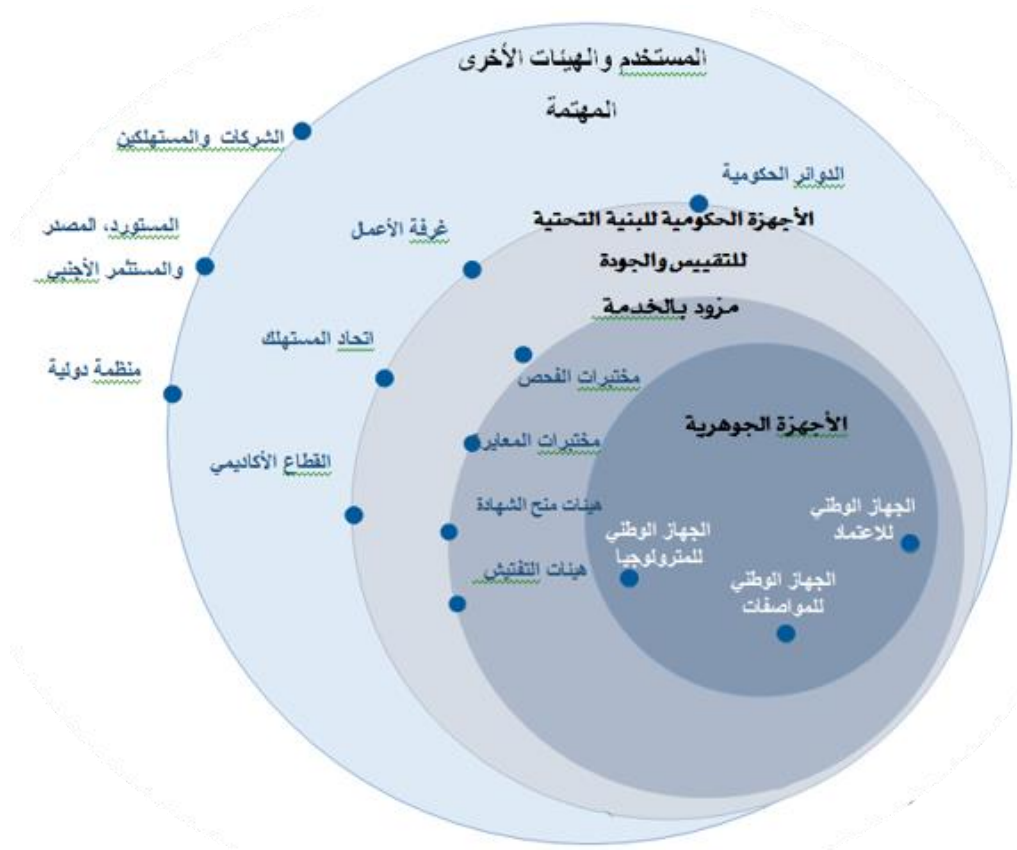 المستخدم والهيئات الأخرى
المهتمة
الشركات والمستهلكين
الدوائر الحكومية
الأجهزة الحكومية للبنية التحتية
للتقييس والجودة
المستورد، المصدر
والمستثمر الأجنبي
غرفة الأعمل
مزود بالخدمة
اتحاد المستهلك
منظمة دولية
مختبرات الفحص
الأجهزة الجوهرية
مختبرات المعاير
القطاع الأكاديمي
هيئات منح الشهادة
هيئات التفتيش
الجهاز الوطني
للاعتماد
الجهاز الوطني
للمترولوجيا
الجهاز الوطني
للمواصفات